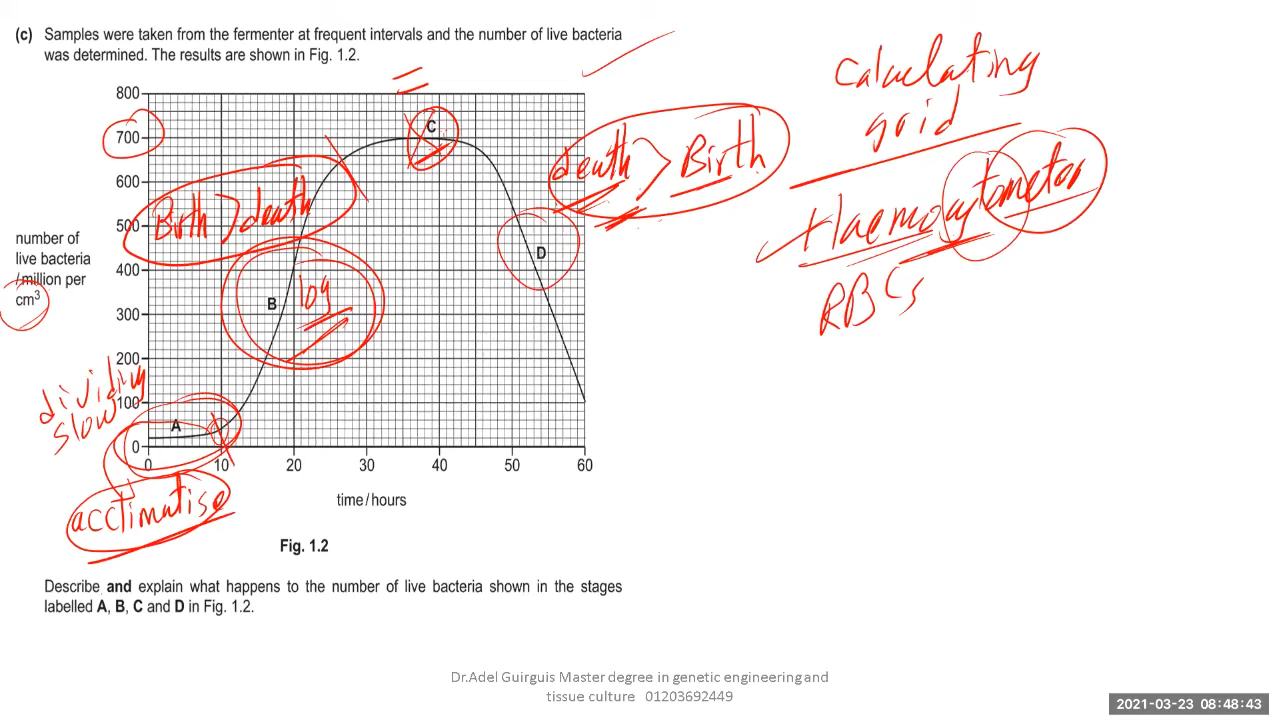 (c) Samples were taken from the fermenter at frequent intervals and the number of live bacteria
was determined. The results are shown in Fig. 1.2.
800
700
600
500
400
300
200
100
0
number of
live bacteria
/million per
cm³
0 10 20 30 40 50 60
time / hours
A
B
C
D
Fig. 1.2
Birth > death
log
death > Birth
dividing
slow
acclimatise
=
Calculating
grid
Haemocytometer
RBCs
Describe and explain what happens to the number of live bacteria shown in the stages
labelled A, B, C and D in Fig. 1.2.
Dr.Adel Guirguis Master degree in genetic engineering and
tissue culture 01203692449
2021-03-23 08:48:43